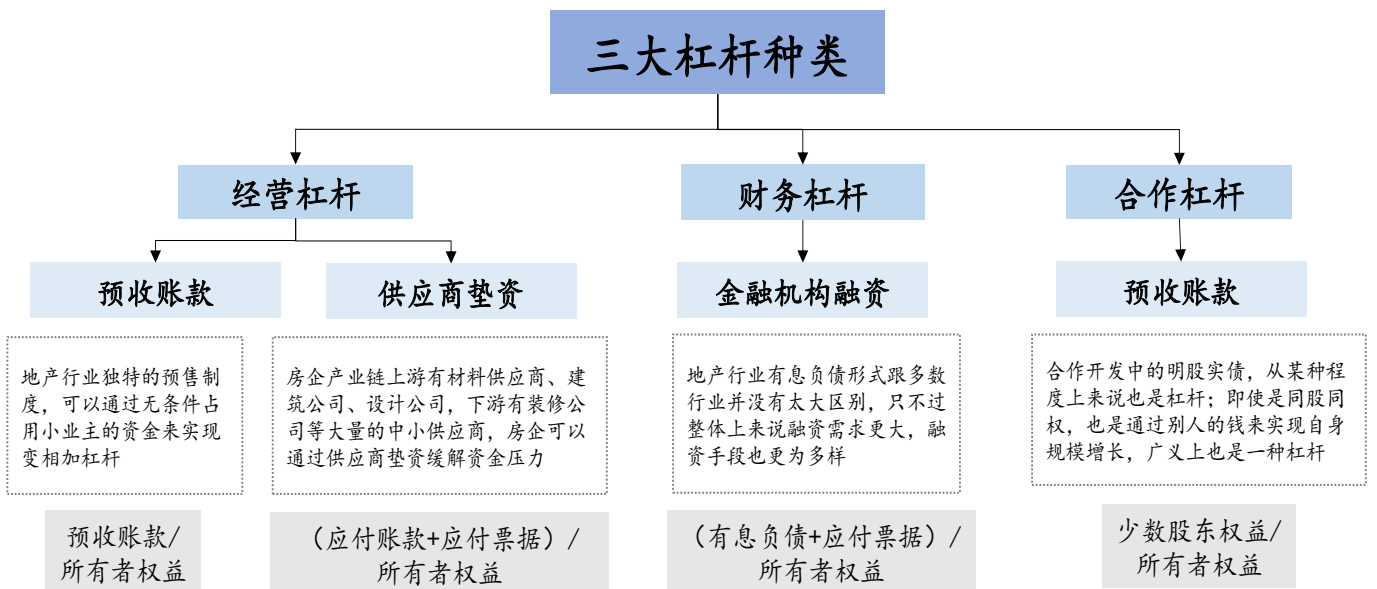 三大杠杆种类
经营杠杆
财务杠杆
合作杠杆
预收账款
供应商垫资
金融机构融资
预收账款
地产行业独特的预售制
度，可以通过无条件占
用小业主的资金来实现
变相加杠杆
房企产业链上游有材料供应商、建
筑公司、设计公司，下游有装修公
司等大量的中小供应商，房企可以
通过供应商垫资缓解资金压力
地产行业有息负债形式跟多数
行业并没有太大区别，只不过
整体上来说融资需求更大，融
资手段也更为多样
合作开发中的明股实债，从某种程
度上来说也是杠杆；即使是同股同
权，也是通过别人的钱来实现自身
规模增长，广义上也是一种杠杆
预收账款/
所有者权益
（应付账款+应付票据）/
所有者权益
（有息负债+应付票据）/
所有者权益
少数股东权益/
所有者权益